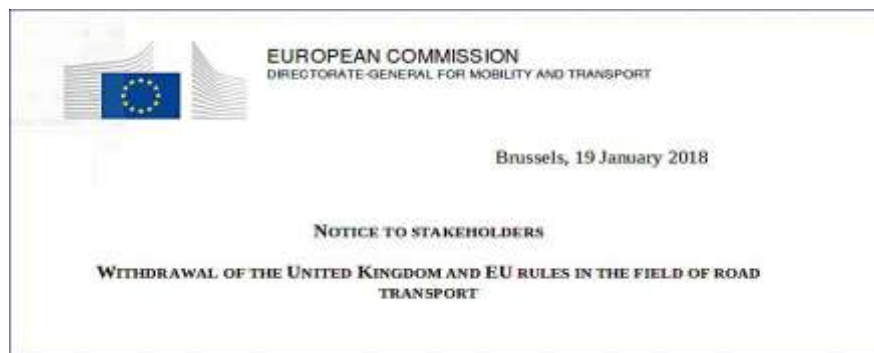 EUROPEAN COMMISSION
DIRECTORATE-GENERAL FOR MOBILITY AND TRANSPORT
Brussels, 19 January 2018
NOTICE TO STAKEHOLDERS
WITHDRAWAL OF THE UNITED KINGDOM AND EU RULES IN THE FIELD OF ROAD
TRANSPORT